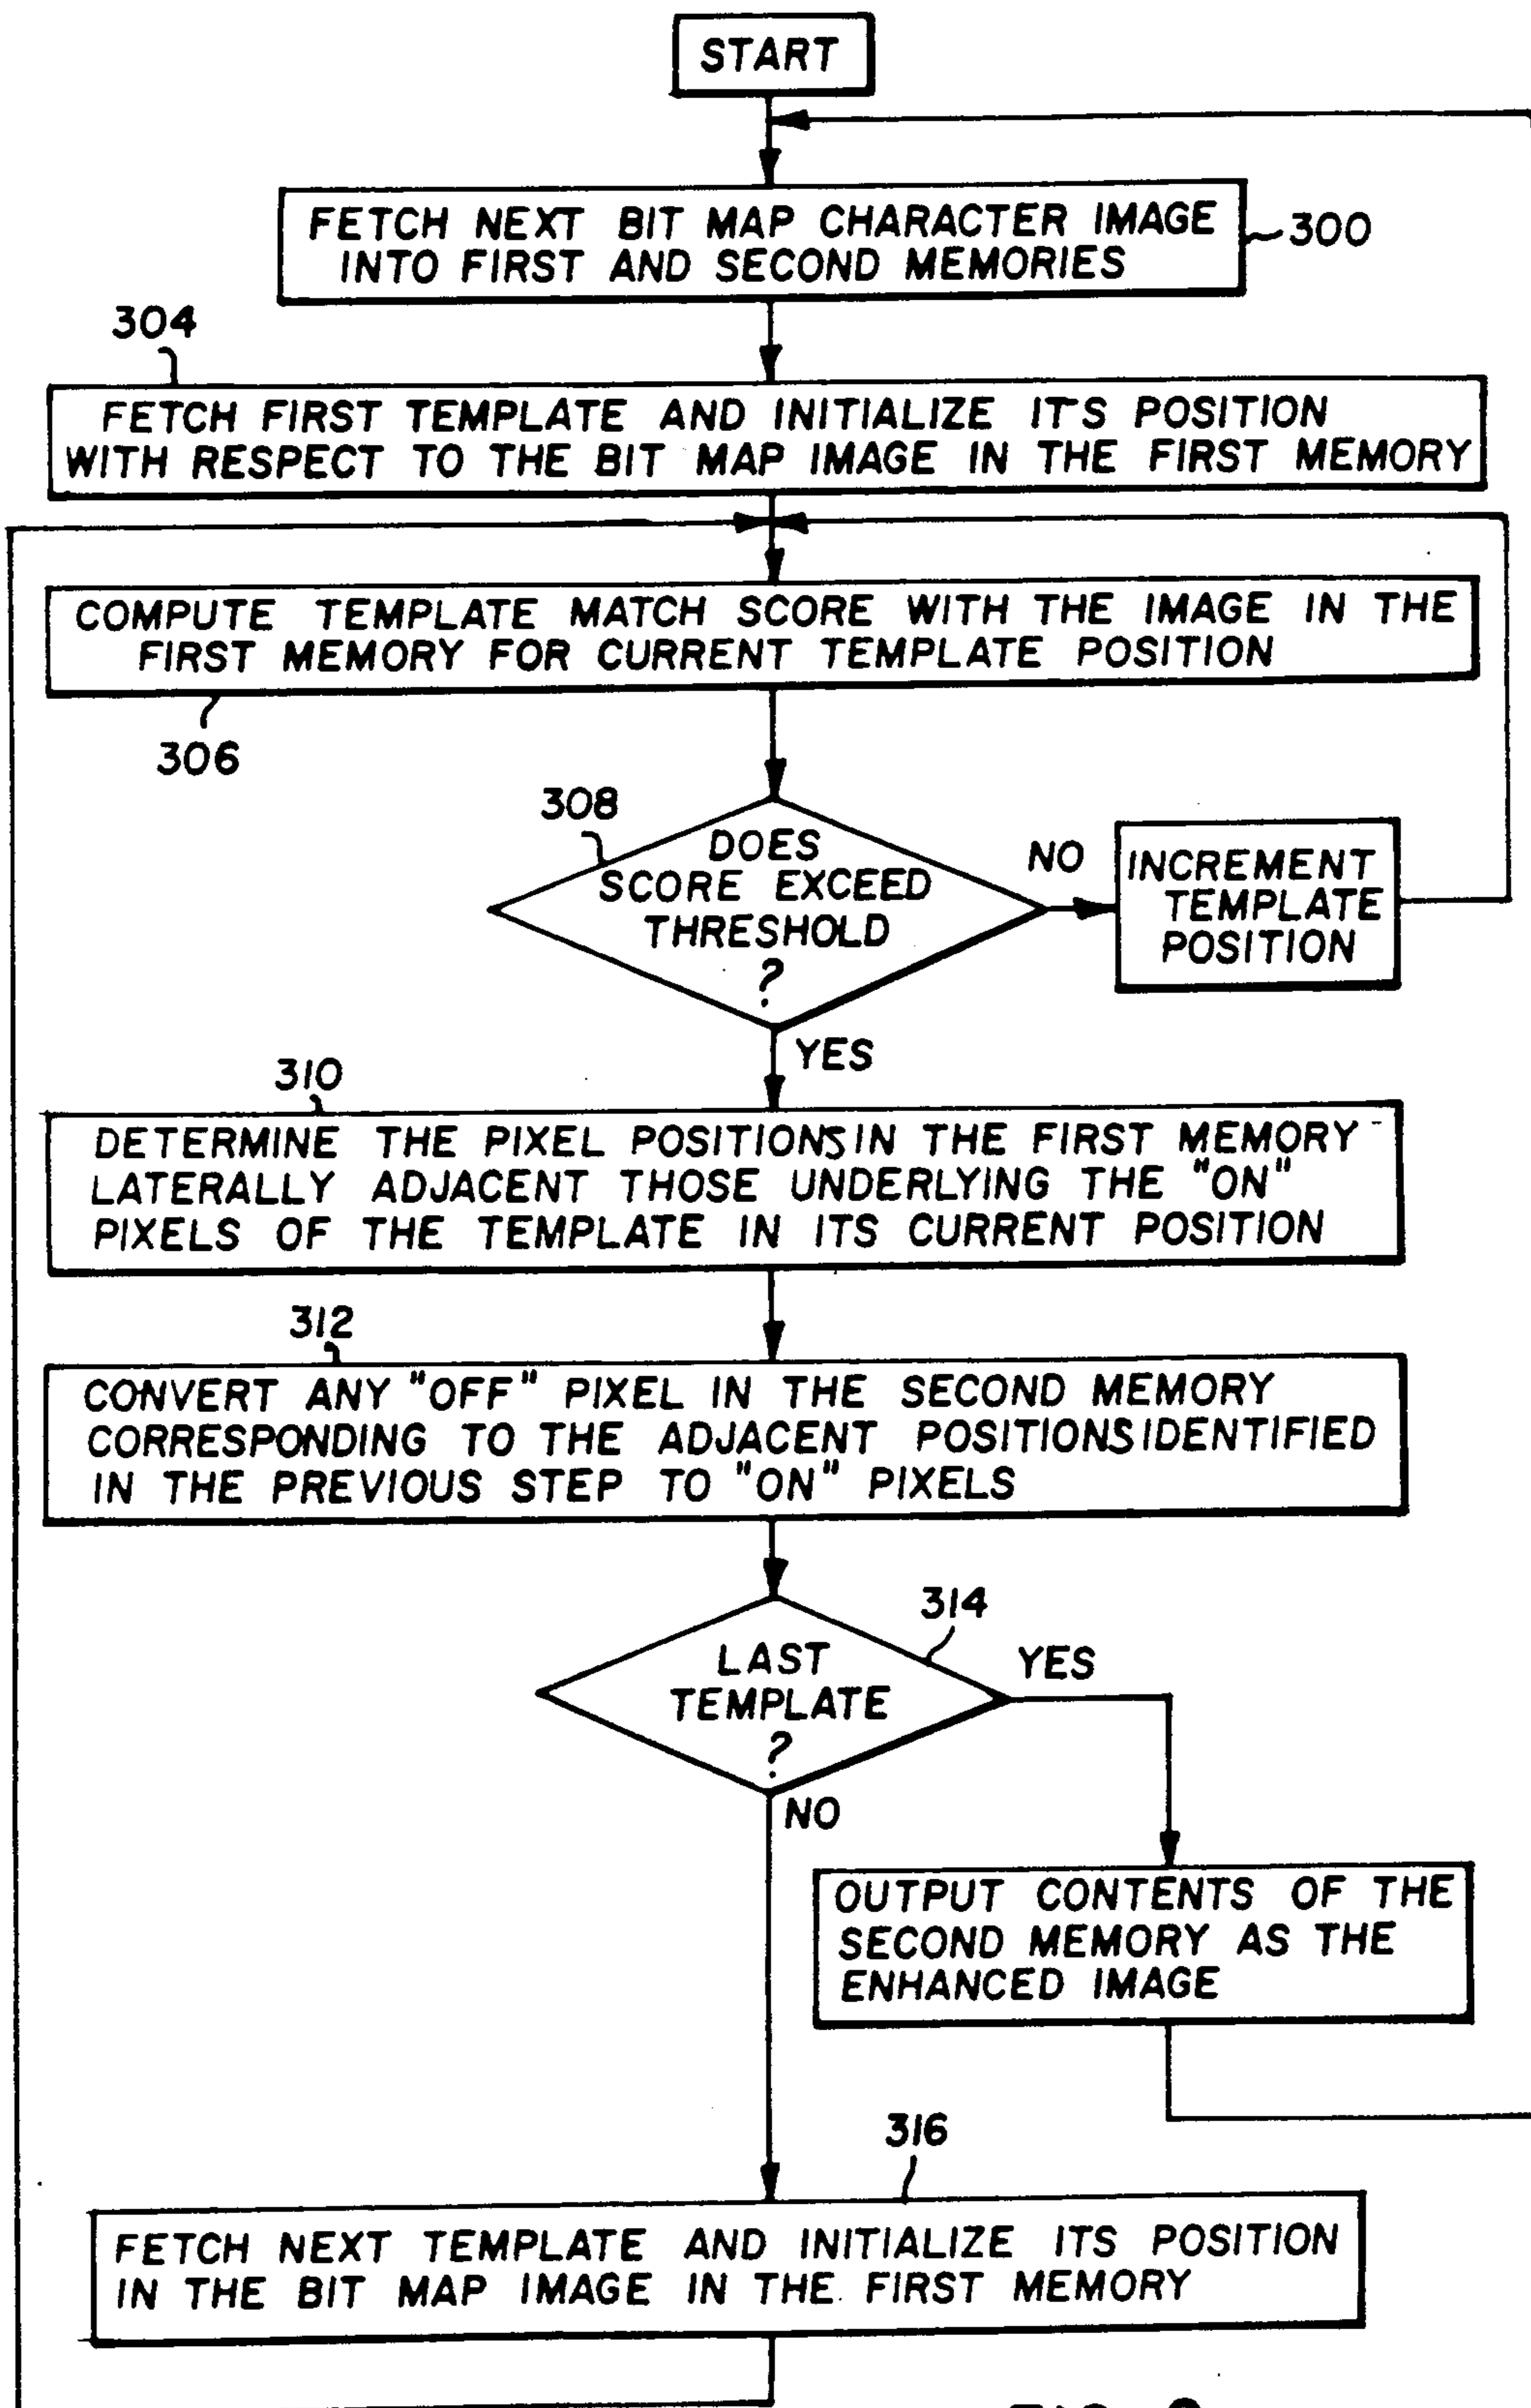 START
FETCH NEXT BIT MAP CHARACTER IMAGE
INTO FIRST AND SECOND MEMORIES
300
304
FETCH FIRST TEMPLATE AND INITIALIZE IT'S POSITION
WITH RESPECT TO THE BIT MAP IMAGE IN THE FIRST MEMORY
COMPUTE TEMPLATE MATCH SCORE WITH THE IMAGE IN THE
FIRST MEMORY FOR CURRENT TEMPLATE POSITION
306
308
DOES
SCORE EXCEED
THRESHOLD
?
NO
INCREMENT
TEMPLATE
POSITION
YES
310
DETERMINE THE PIXEL POSITIONS IN THE FIRST MEMORY
LATERALLY ADJACENT THOSE UNDERLYING THE "ON"
PIXELS OF THE TEMPLATE IN ITS CURRENT POSITION
312
CONVERT ANY "OFF" PIXEL IN THE SECOND MEMORY
CORRESPONDING TO THE ADJACENT POSITIONS IDENTIFIED
IN THE PREVIOUS STEP TO "ON" PIXELS
314
LAST
TEMPLATE
?
YES
NO
OUTPUT CONTENTS OF THE
SECOND MEMORY AS THE
ENHANCED IMAGE
316
FETCH NEXT TEMPLATE AND INITIALIZE ITS POSITION
IN THE BIT MAP IMAGE IN THE FIRST MEMORY